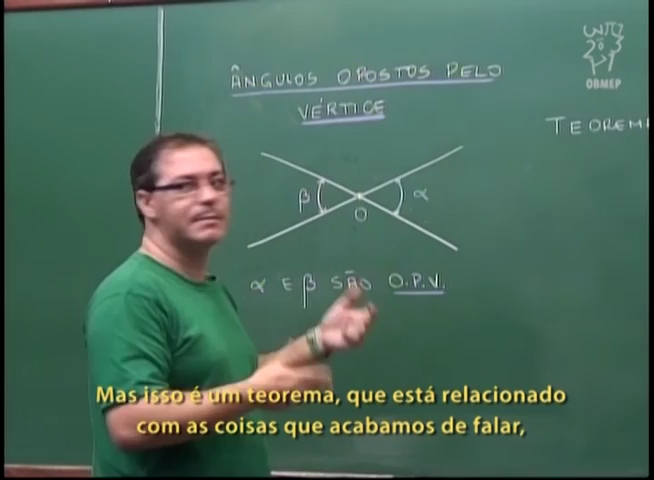 ÂNGULOS OPOSTOS PELO
VÉRTICE
OBMEP
TEOREM
β
α
O
α E β SÃO O.P.V.
Mas isso é um teorema, que está relacionado
com as coisas que acabamos de falar,